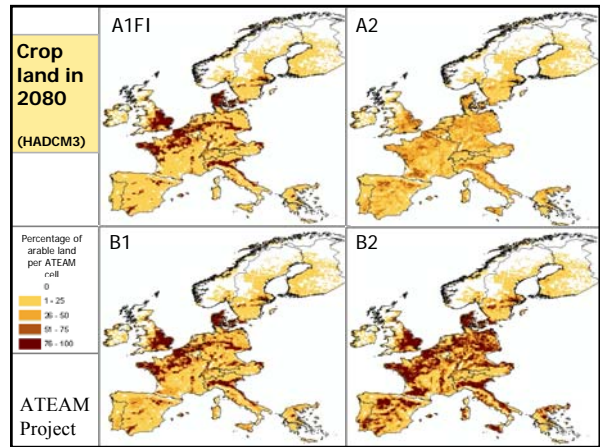 Crop
land in
2080
(HADCM3)
A1FI
A2
Percentage of
arable land
per ATEAM
cell
0
1 - 25
26 - 50
51 - 75
76 - 100
B1
B2
ATEAM
Project